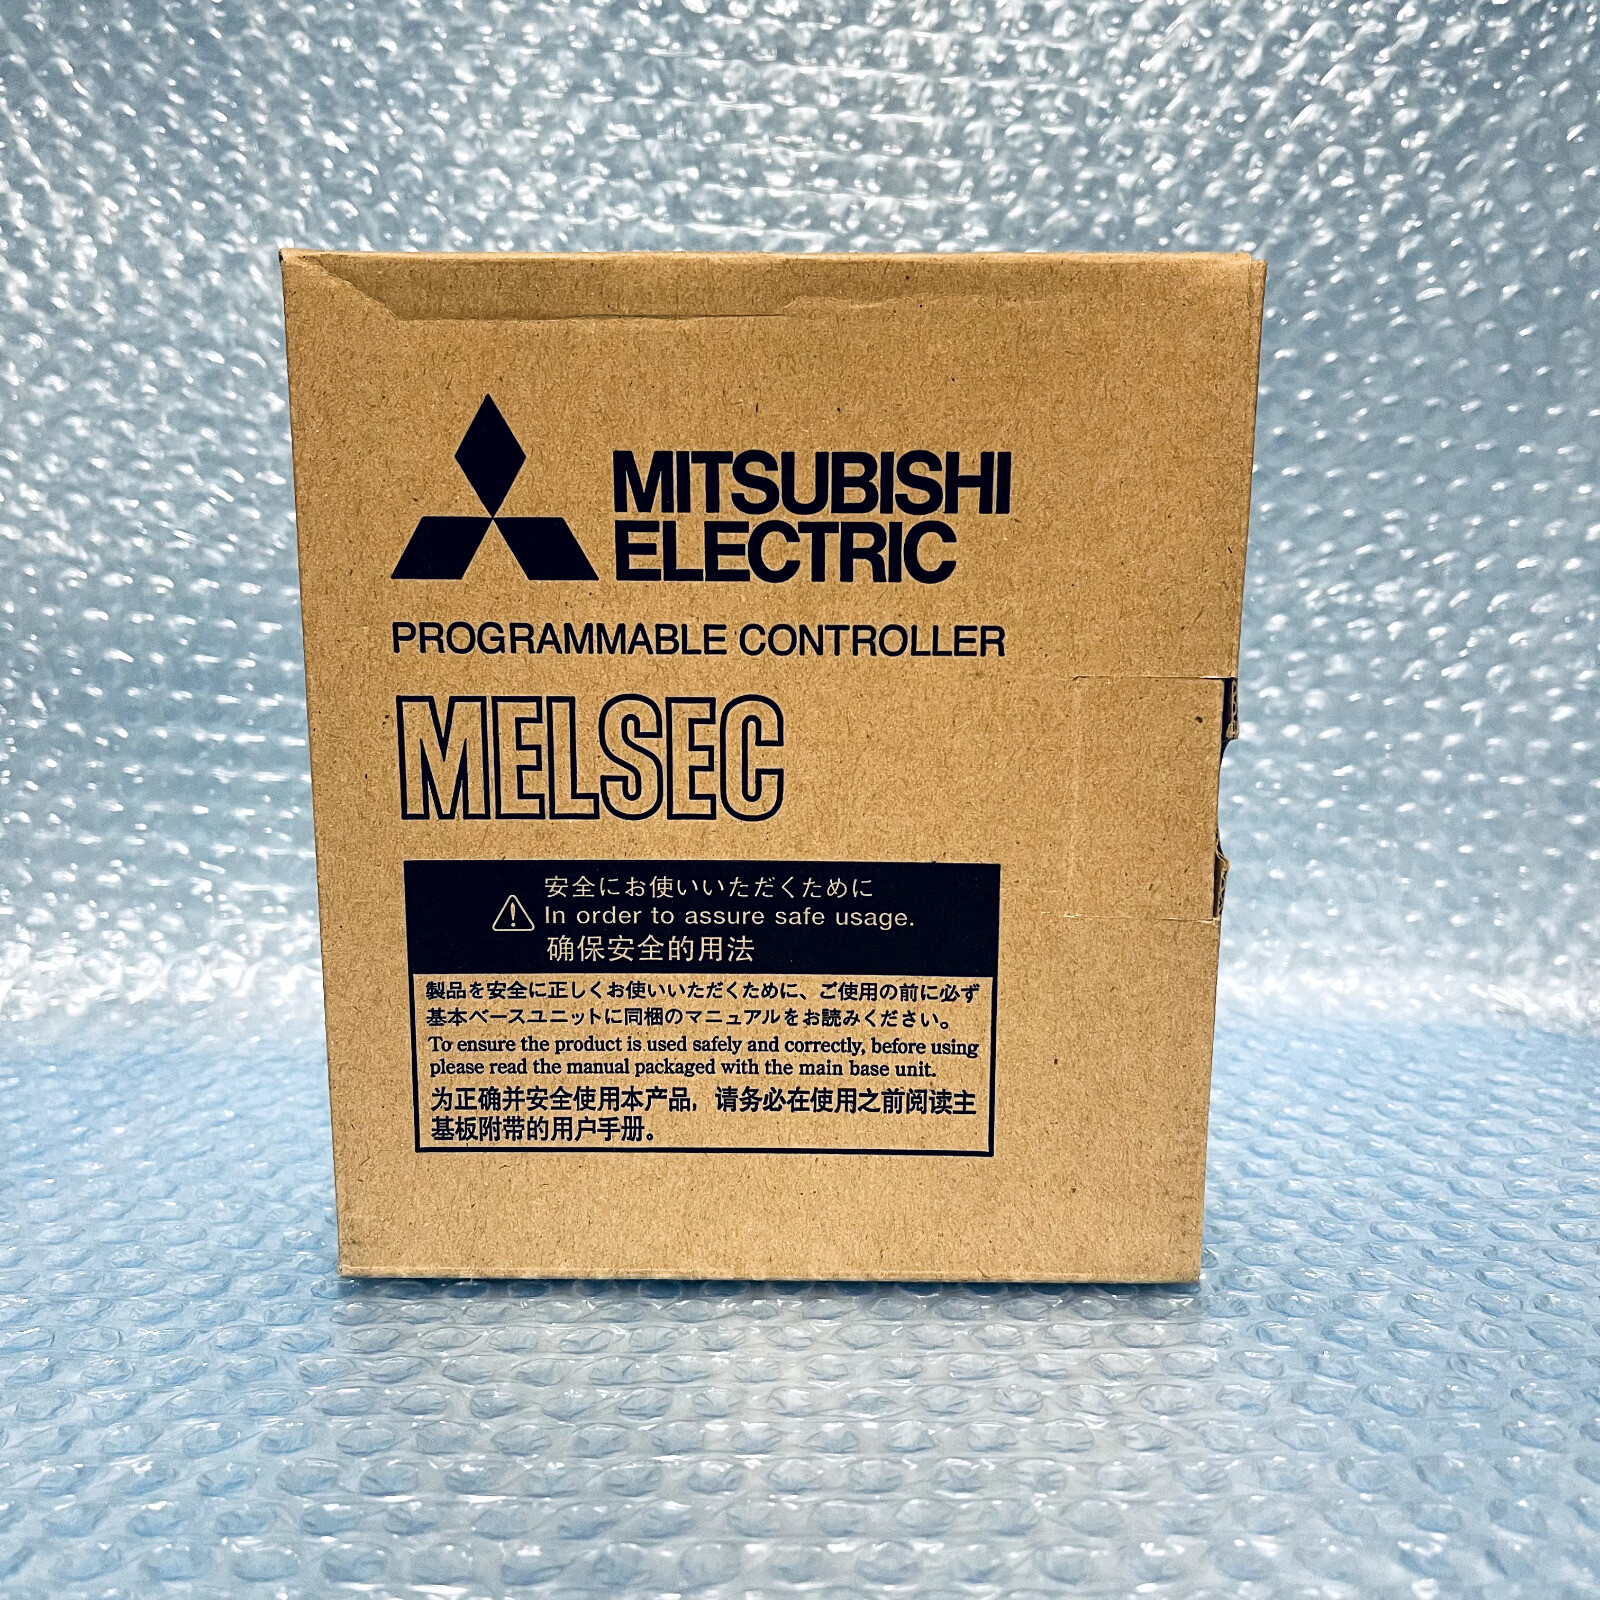 MITSUBISHI
ELECTRIC
PROGRAMMABLE CONTROLLER
MELSEC
安全にお使いいただくために
In order to assure safe usage.
确保安全的用法
製品を安全に正しくお使いいただくために、ご使用の前に必ず
基本ベースユニットに同梱のマニュアルをお読みください。
To ensure the product is used safely and correctly, before using
please read the manual packaged with the main base unit.
为正确并安全使用本产品，请务必在使用之前阅读主
基板附带的用户手册。